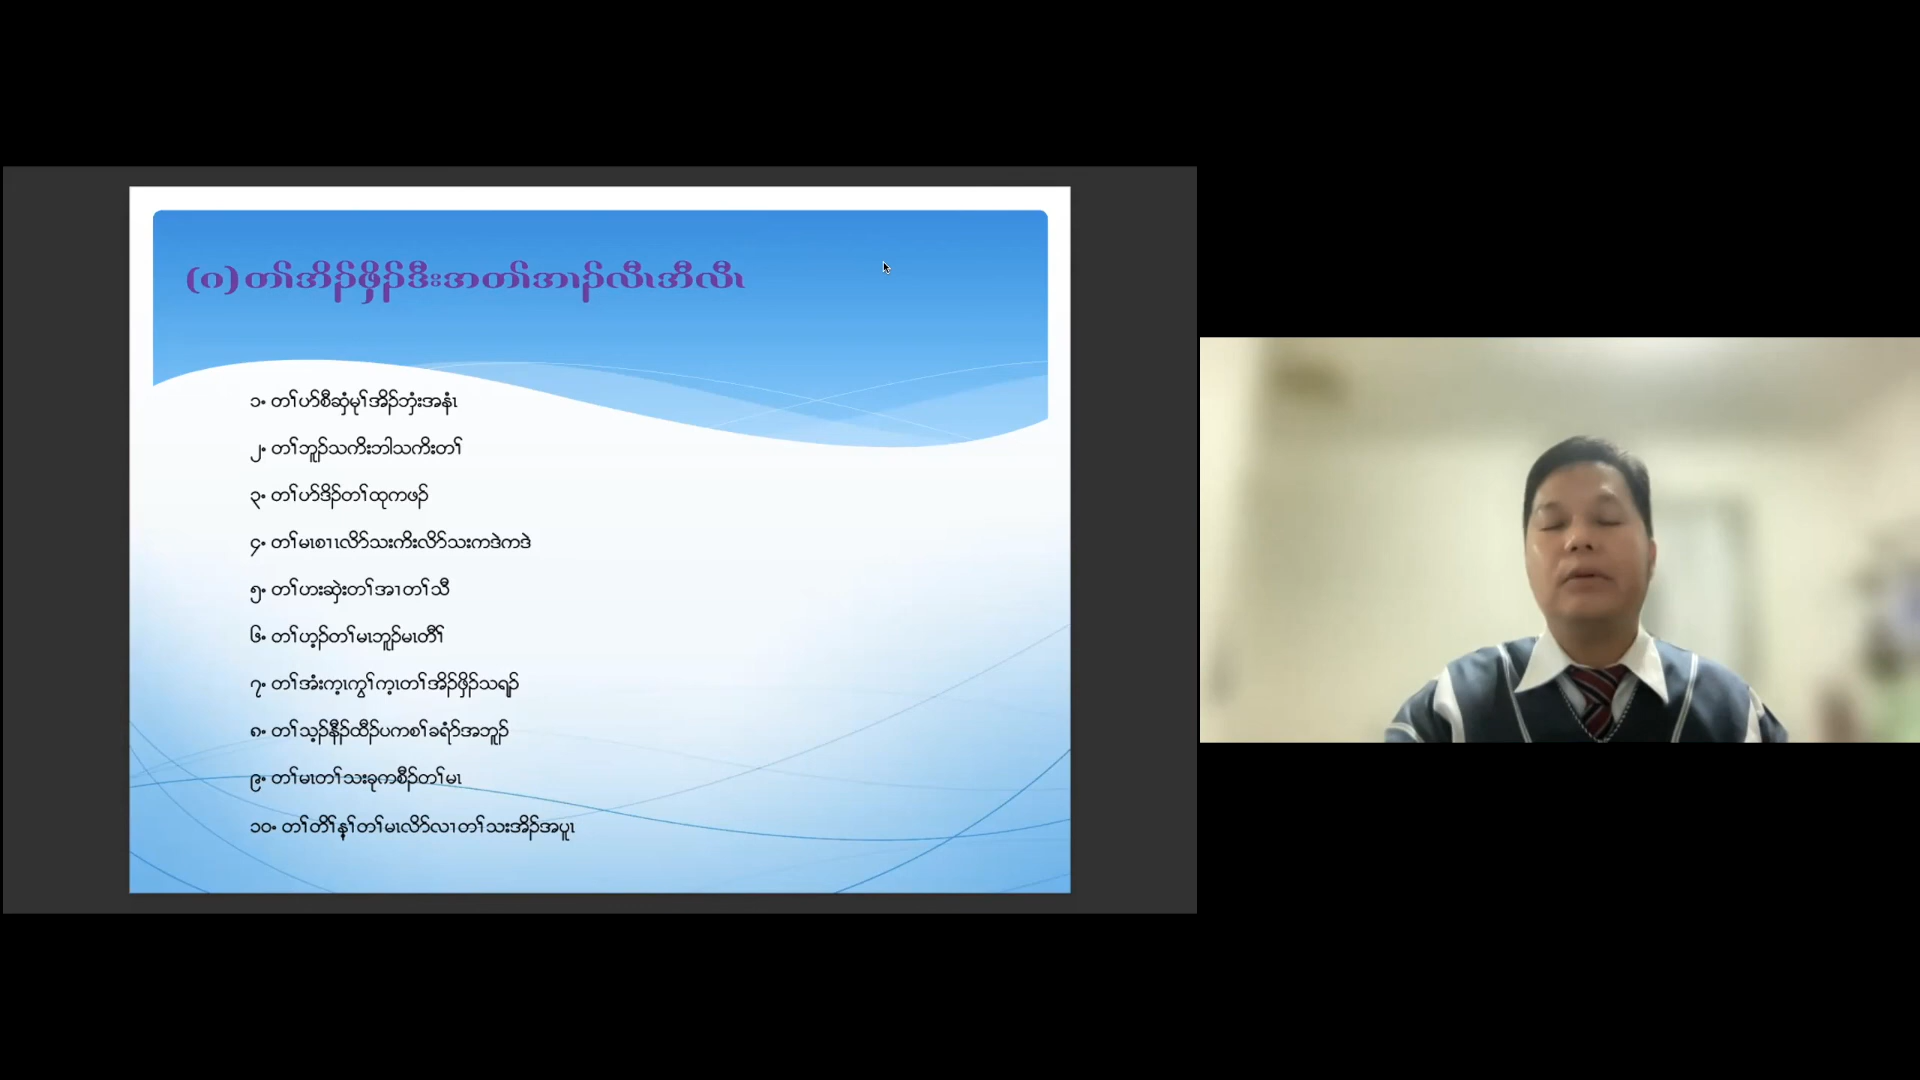 (ဂ) တၢ်အိၣ်ဖှိၣ်ဒီးအတၢ်အၢၣ်လီၤအီလီၤ
၁. တၢ်ဟ်စီဆှံမုၢ်အိၣ်ဘှံးအနံၤ
၂. တၢ်ဘူၣ်သကိးဘါသကိးတၢ်
၃. တၢ်ဟ်ဒိၣ်တၢ်ထုကဖၣ်
၄. တၢ်မၤစၢၤလိာ်သးကိးလိာ်သးကဒဲကဒဲ
၅. တၢ်ဟးဆှဲးတၢ်အၢတၢ်သီ
၆. တၢ်ဟ့ၣ်တၢ်မၤဘူၣ်မၤတီၢ်
၇. တၢ်အံးက့ၤကွၢ်က့ၤတၢ်အိၣ်ဖှိၣ်သရၣ်
၈. တၢ်သ့ၣ်နီၣ်ထီၣ်ပကစၢ်ခရံာ်အဘူၣ်
၉. တၢ်မၤတၢ်သးခုကစီၣ်တၢ်မၤ
၁၀. တၢ်တိၢ်နၢ်တၢ်မၤလိာ်လၢတၢ်သးအိၣ်အပူၤ